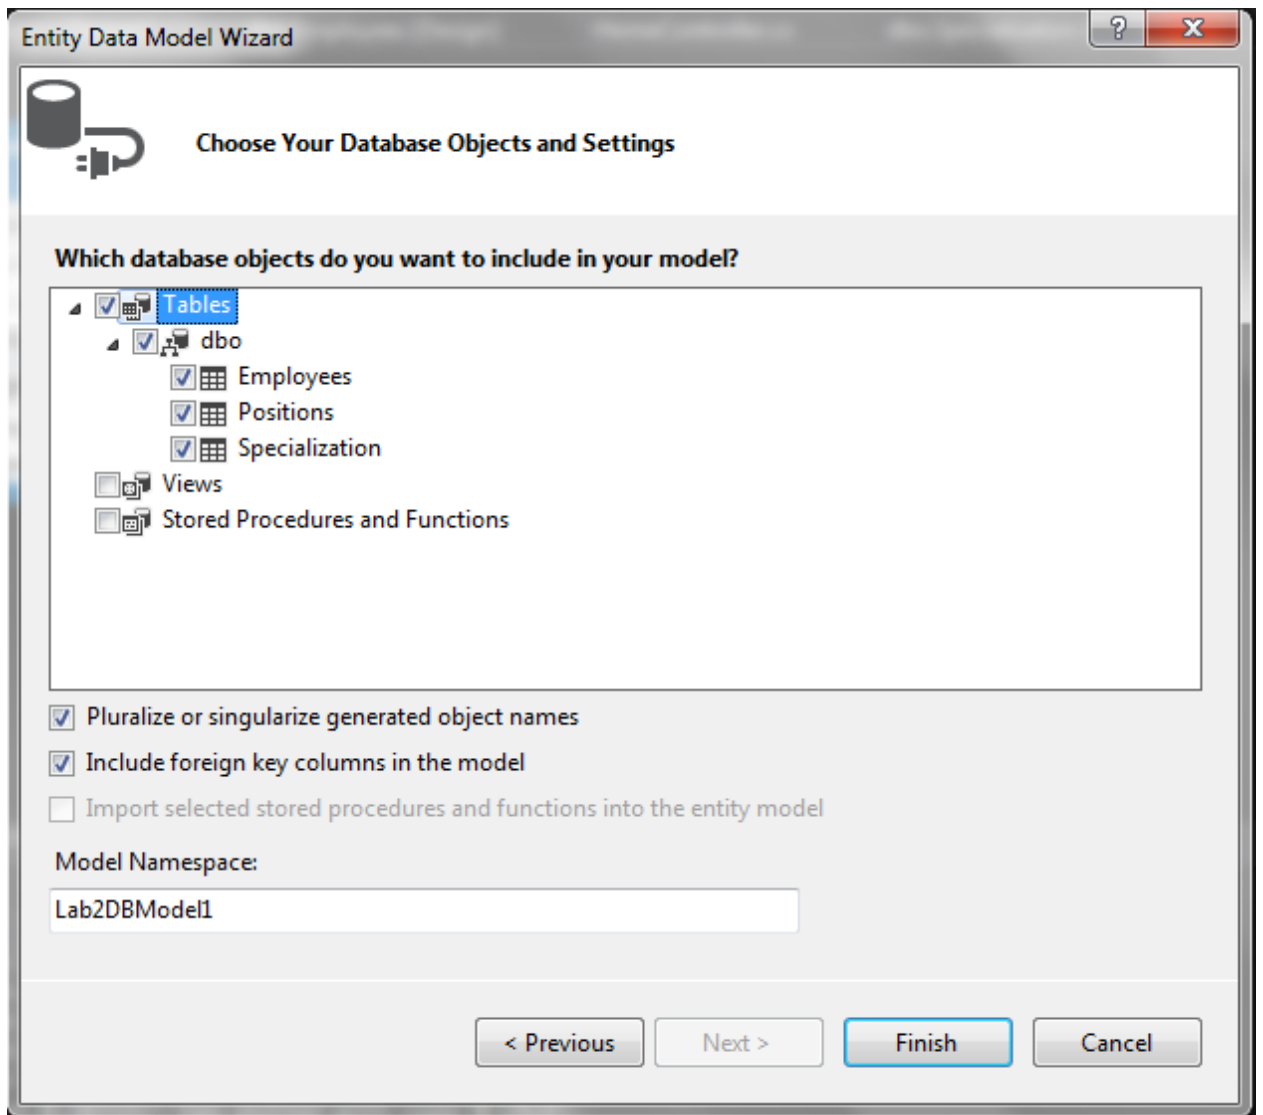 Entity Data Model Wizard
Choose Your Database Objects and Settings
Which database objects do you want to include in your model?
Tables
dbo
Employees
Positions
Specialization
Views
Stored Procedures and Functions
Pluralize or singularize generated object names
Include foreign key columns in the model
Import selected stored procedures and functions into the entity model
Model Namespace:
Lab2DBModel1
< Previous Next > Finish Cancel